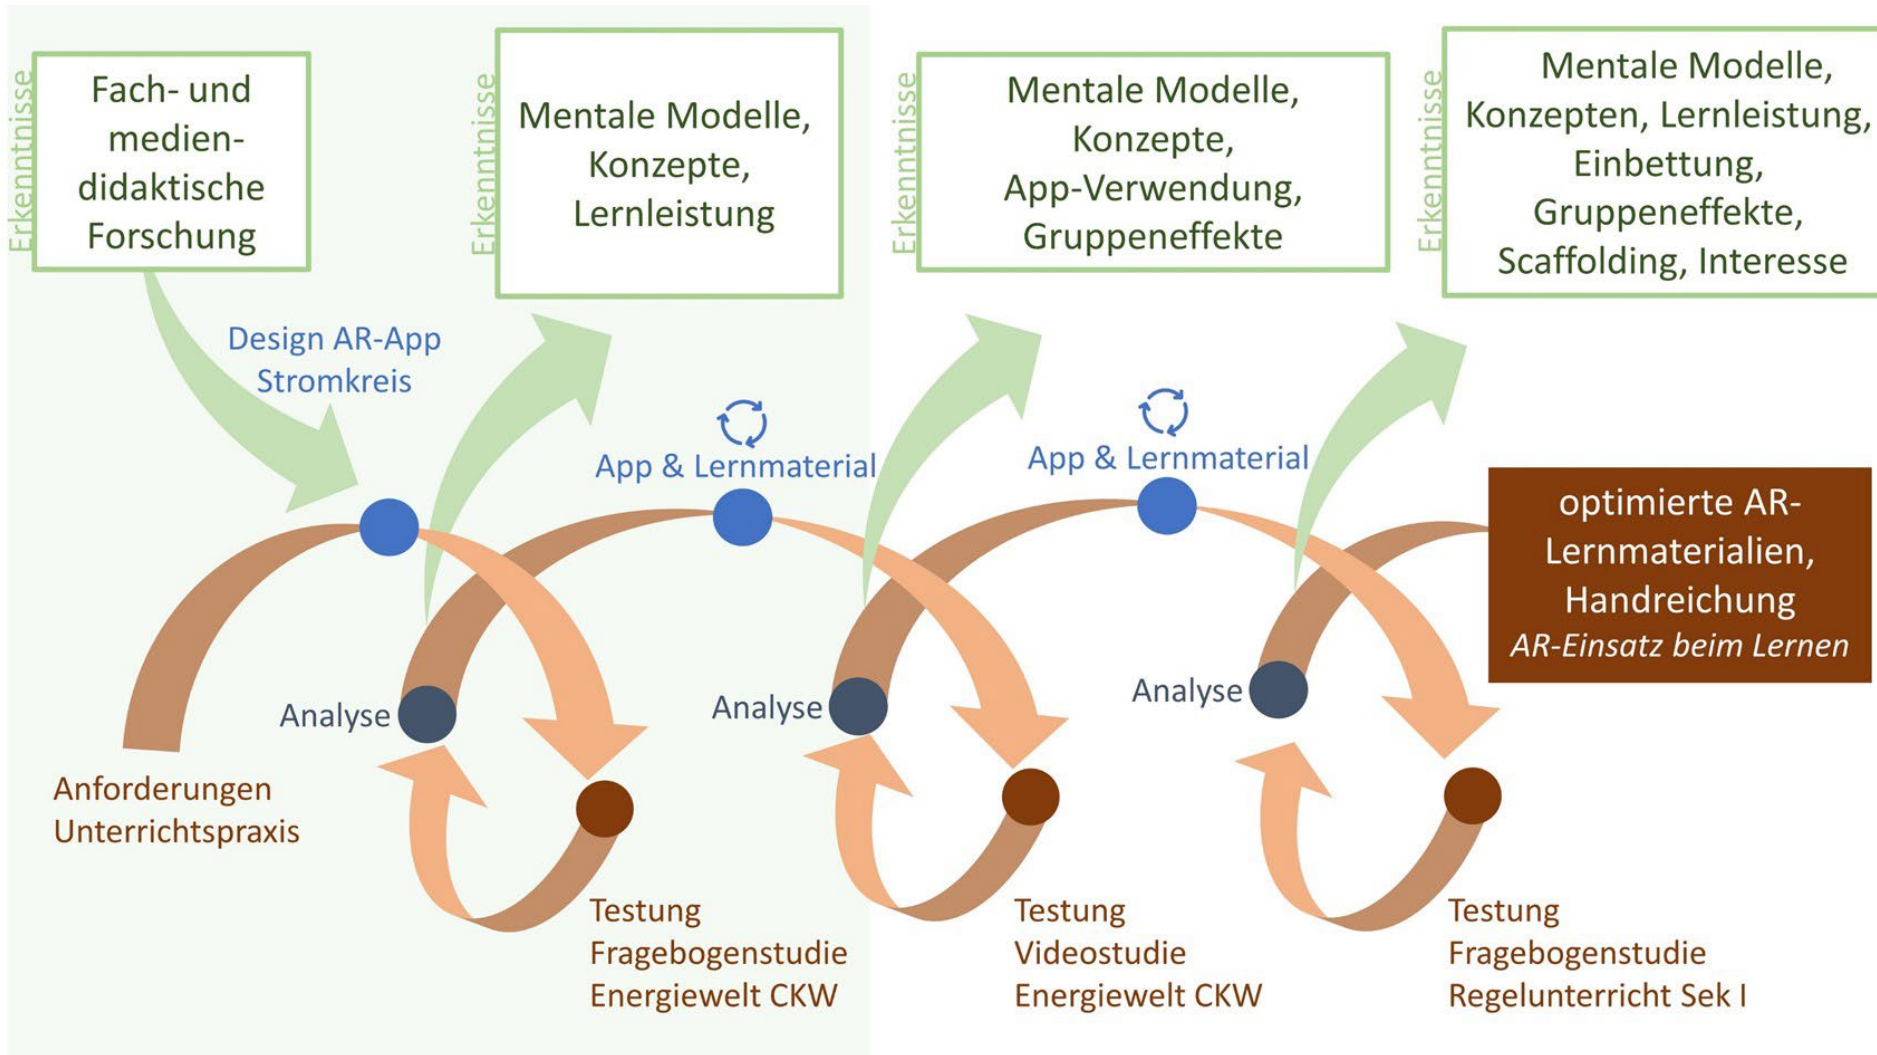 Erkenntnisse
Fach- und
medien-
didaktische
Forschung
Erkenntnisse
Mentale Modelle,
Konzepte,
Lernleistung
Erkenntnisse
Mentale Modelle,
Konzepte,
App-Verwendung,
Gruppeneffekte
Erkenntnisse
Mentale Modelle,
Konzepten, Lernleistung,
Einbettung,
Gruppeneffekte,
Scaffolding, Interesse
Design AR-App
Stromkreis
App & Lernmaterial
App & Lernmaterial
optimierte AR-
Lernmaterialien,
Handreichung
AR-Einsatz beim Lernen
Analyse
Analyse
Analyse
Anforderungen
Unterrichtspraxis
Testung
Fragebogenstudie
Energiewelt CKW
Testung
Videostudie
Energiewelt CKW
Testung
Fragebogenstudie
Regelunterricht Sek I